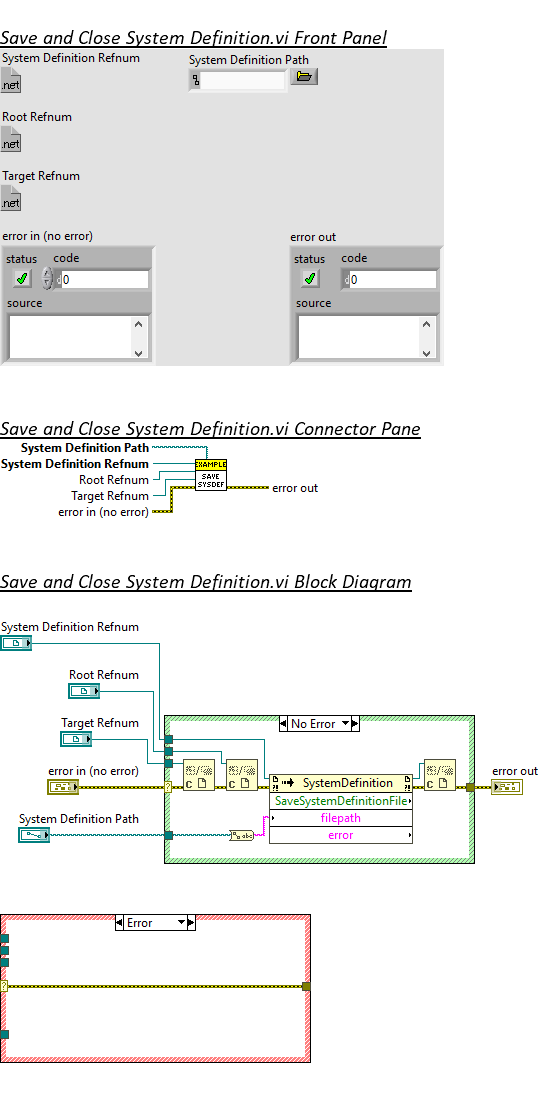 Save and Close System Definition.vi Front Panel
System Definition Refnum
System Definition Path
.net
Root Refnum
.net
Target Refnum
.net
error in (no error)
error out
status code
status code
0
0
source
source
Save and Close System Definition.vi Connector Pane
System Definition Path
System Definition Refnum
Root Refnum
Target Refnum
error in (no error)
EXAMPLE
SAVE
SYSDEF
error out
Save and Close System Definition.vi Block Diagram
System Definition Refnum
Root Refnum
Target Refnum
error in (no error)
System Definition Path
No Error
C
C
?
?!
SystemDefinition
?!
SaveSystemDefinitionFile
filepath
error
abc
C
error out
Error
?